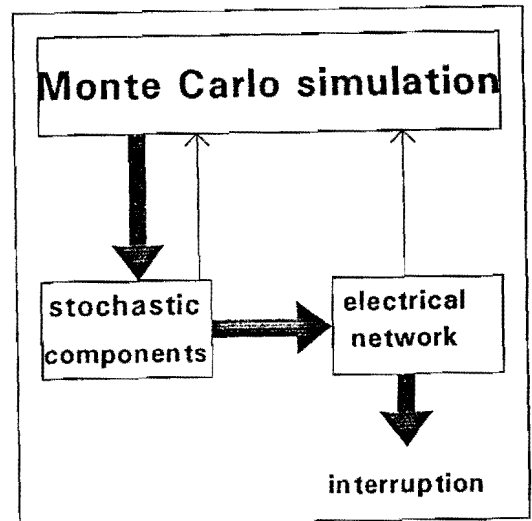 Monte Carlo simulation
stochastic
components
electrical
network
interruption